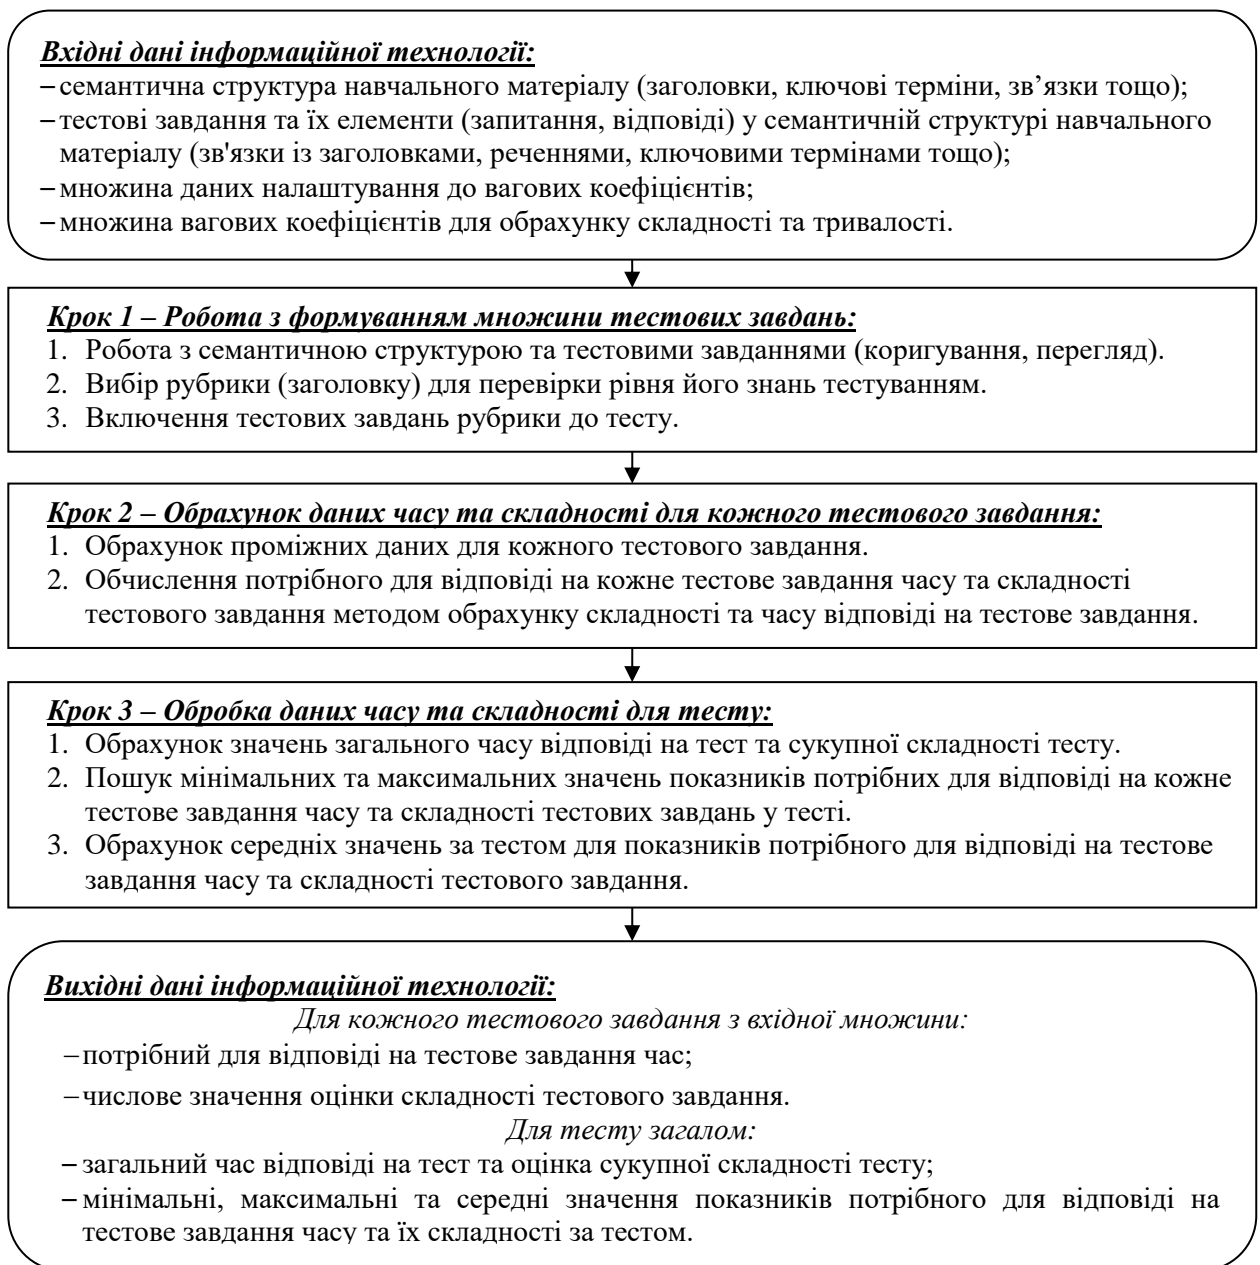 Вхідні дані інформаційної технології:
– семантична структура навчального матеріалу (заголовки, ключові терміни, зв’язки тощо);
– тестові завдання та їх елементи (запитання, відповіді) у семантичній структурі навчального
матеріалу (зв'язки із заголовками, реченнями, ключовими термінами тощо);
– множина даних налаштування до вагових коефіцієнтів;
– множина вагових коефіцієнтів для обрахунку складності та тривалості.
Крок 1 – Робота з формуванням множини тестових завдань:
1. Робота з семантичною структурою та тестовими завданнями (коригування, перегляд).
2. Вибір рубрики (заголовку) для перевірки рівня його знань тестуванням.
3. Включення тестових завдань рубрики до тесту.
Крок 2 – Обрахунок даних часу та складності для кожного тестового завдання:
1. Обрахунок проміжних даних для кожного тестового завдання.
2. Обчислення потрібного для відповіді на кожне тестове завдання часу та складності
тестового завдання методом обрахунку складності та часу відповіді на тестове завдання.
Крок 3 – Обробка даних часу та складності для тесту:
1. Обрахунок значень загального часу відповіді на тест та сукупної складності тесту.
2. Пошук мінімальних та максимальних значень показників потрібних для відповіді на кожне
тестове завдання часу та складності тестових завдань у тесті.
3. Обрахунок середніх значень за тестом для показників потрібного для відповіді на тестове
завдання часу та складності тестового завдання.
Вихідні дані інформаційної технології:
Для кожного тестового завдання з вхідної множини:
– потрібний для відповіді на тестове завдання час;
– числове значення оцінки складності тестового завдання.
Для тесту загалом:
– загальний час відповіді на тест та оцінка сукупної складності тесту;
– мінімальні, максимальні та середні значення показників потрібного для відповіді на
тестове завдання часу та їх складності за тестом.